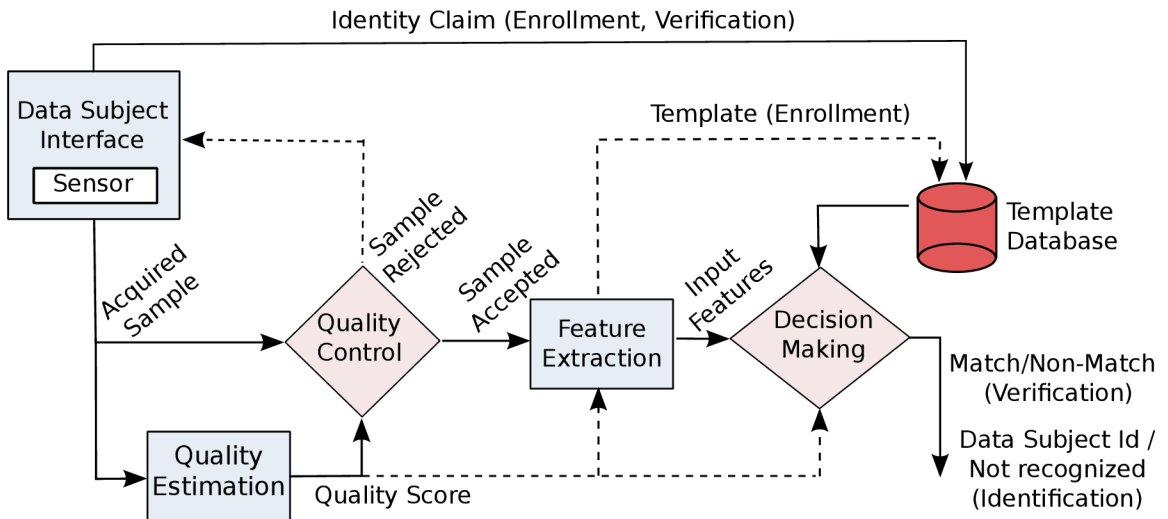 Identity Claim (Enrollment, Verification)
Data Subject
Interface
Sensor
Template (Enrollment)
Template
Database
Acquired
Sample
Sample
Rejected
Quality
Control
Sample
Accepted
Feature
Extraction
Input
Features
Decision
Making
Match/Non-Match
(Verification)
Data Subject Id /
Not recognized
(Identification)
Quality
Estimation
Quality Score